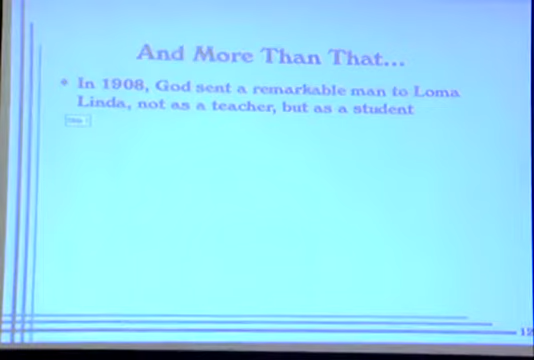 And More Than That...
In 1908, God sent a remarkable man to Loma
Linda, not as a teacher, but as a student
12